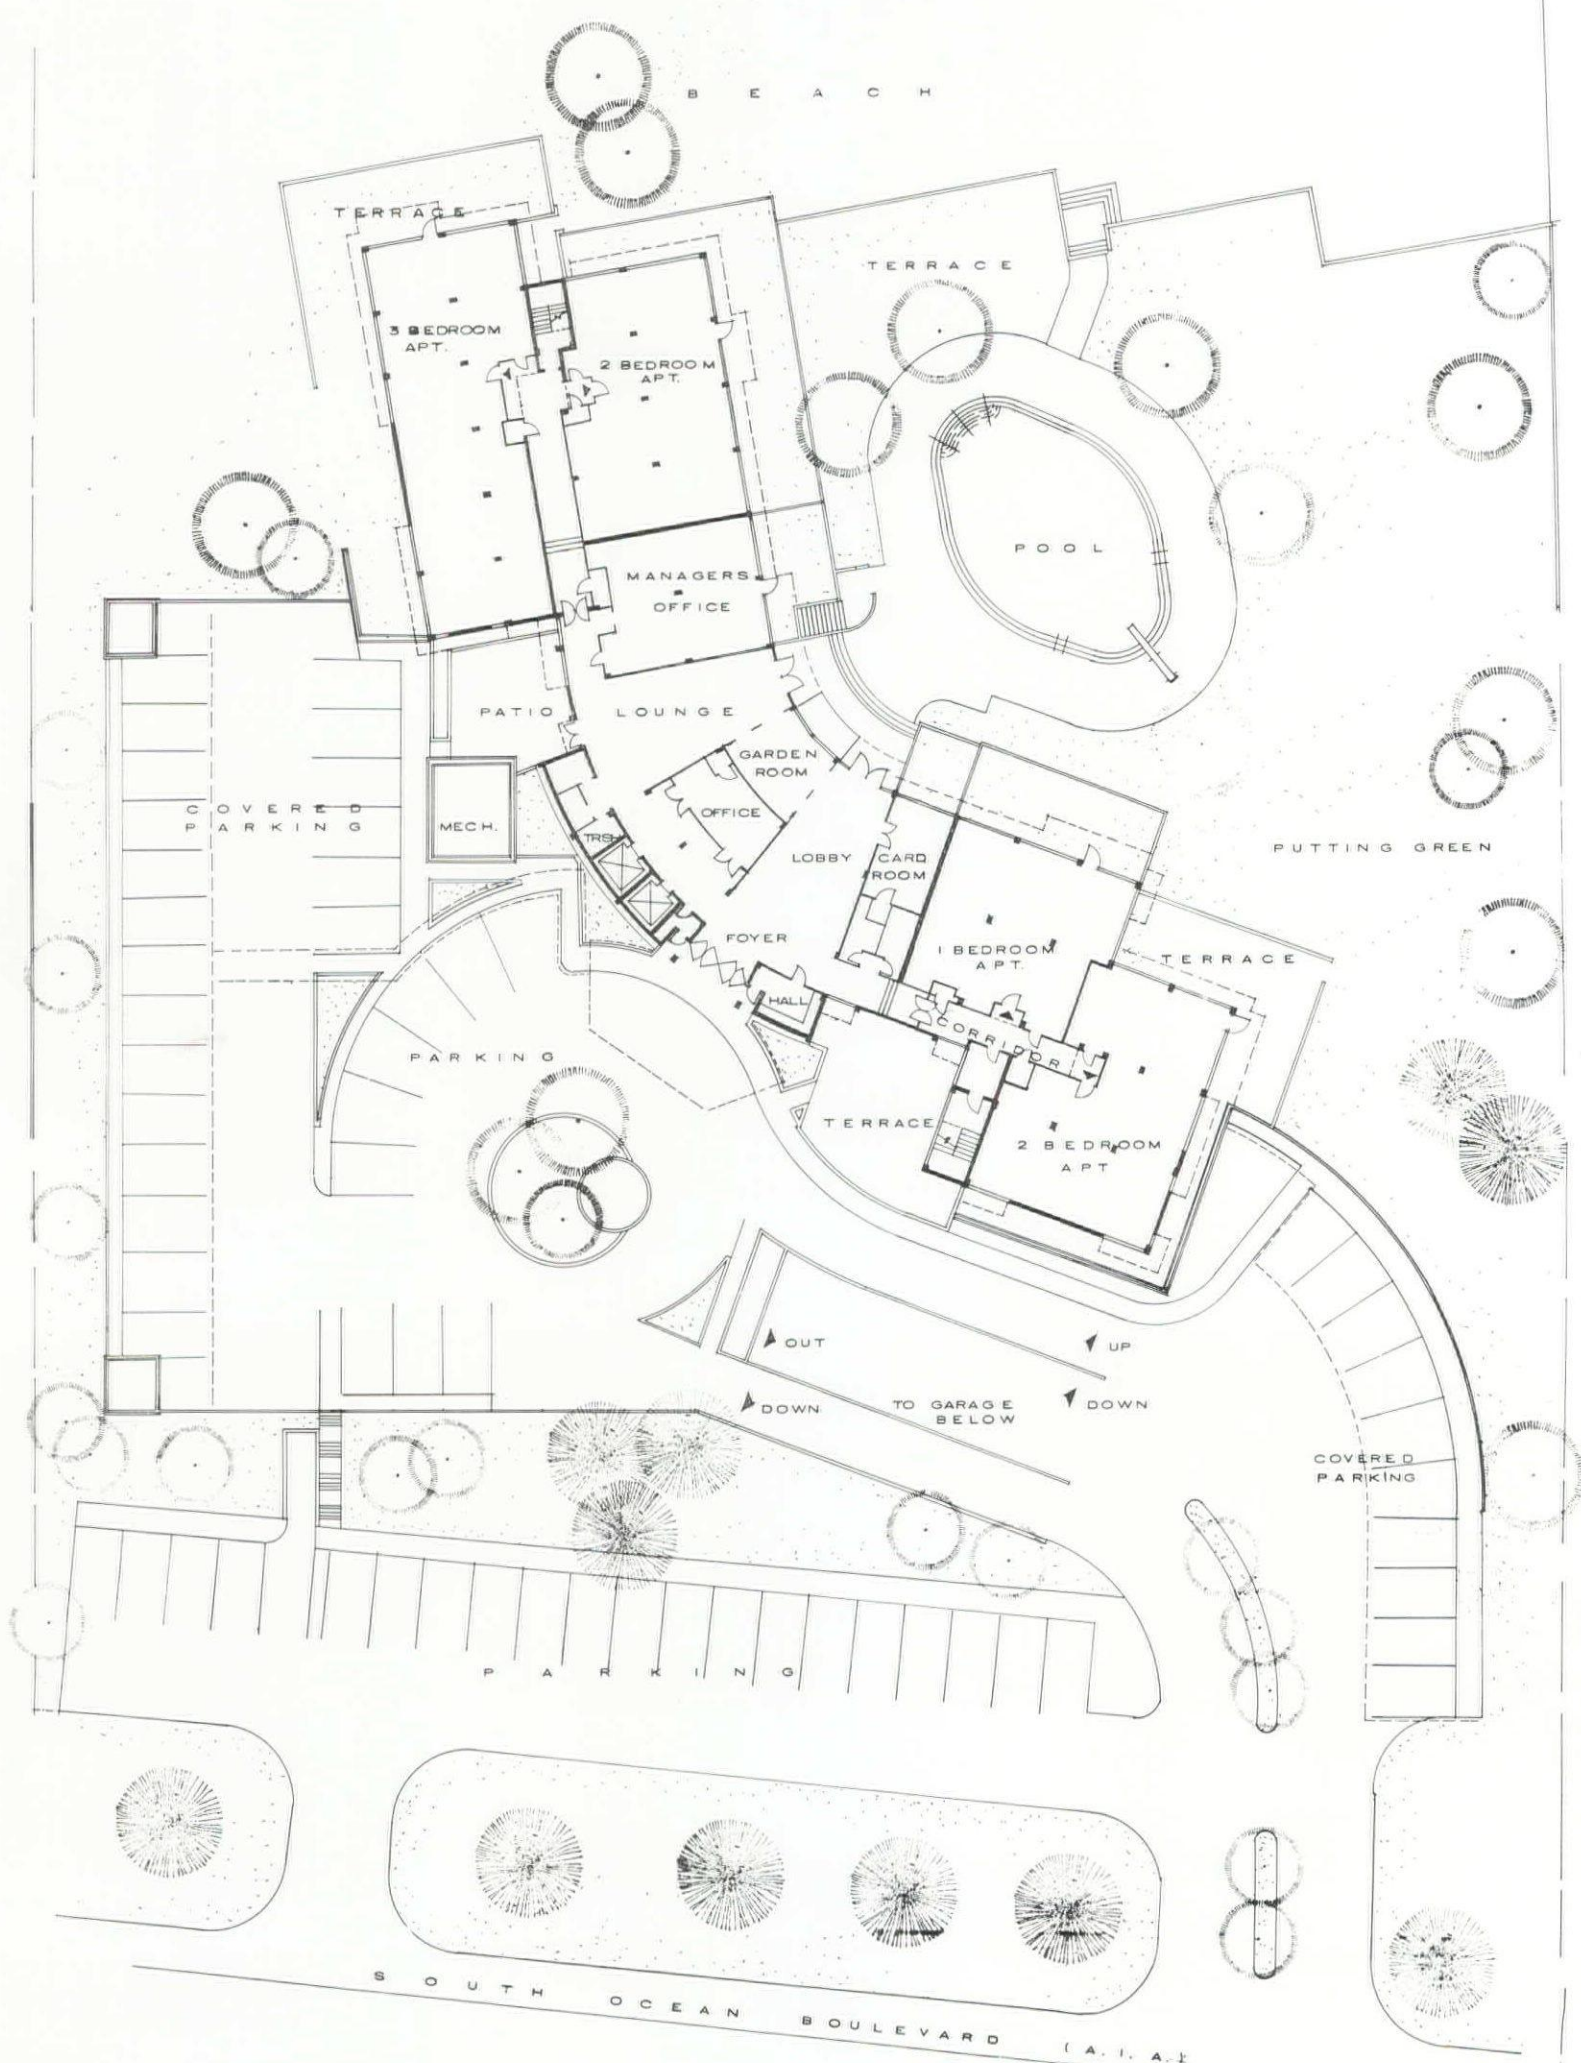 BEACH
TERRACE
TERRACE
3 BEDROOM
APT.
2 BEDROOM
APT.
POOL
MANAGERS
OFFICE
PATIO
LOUNGE
GARDEN
ROOM
COVERED
PARKING
MECH.
OFFICE
TRSH
LOBBY
CARD
ROOM
PUTTING GREEN
FOYER
1 BEDROOM
APT.
TERRACE
HALL
CORRIDOR
PARKING
TERRACE
2 BEDROOM
APT
OUT
UP
DOWN
TO GARAGE
BELOW
DOWN
COVERED
PARKING
PARKING
SOUTH OCEAN BOULEVARD (A.I.A.)